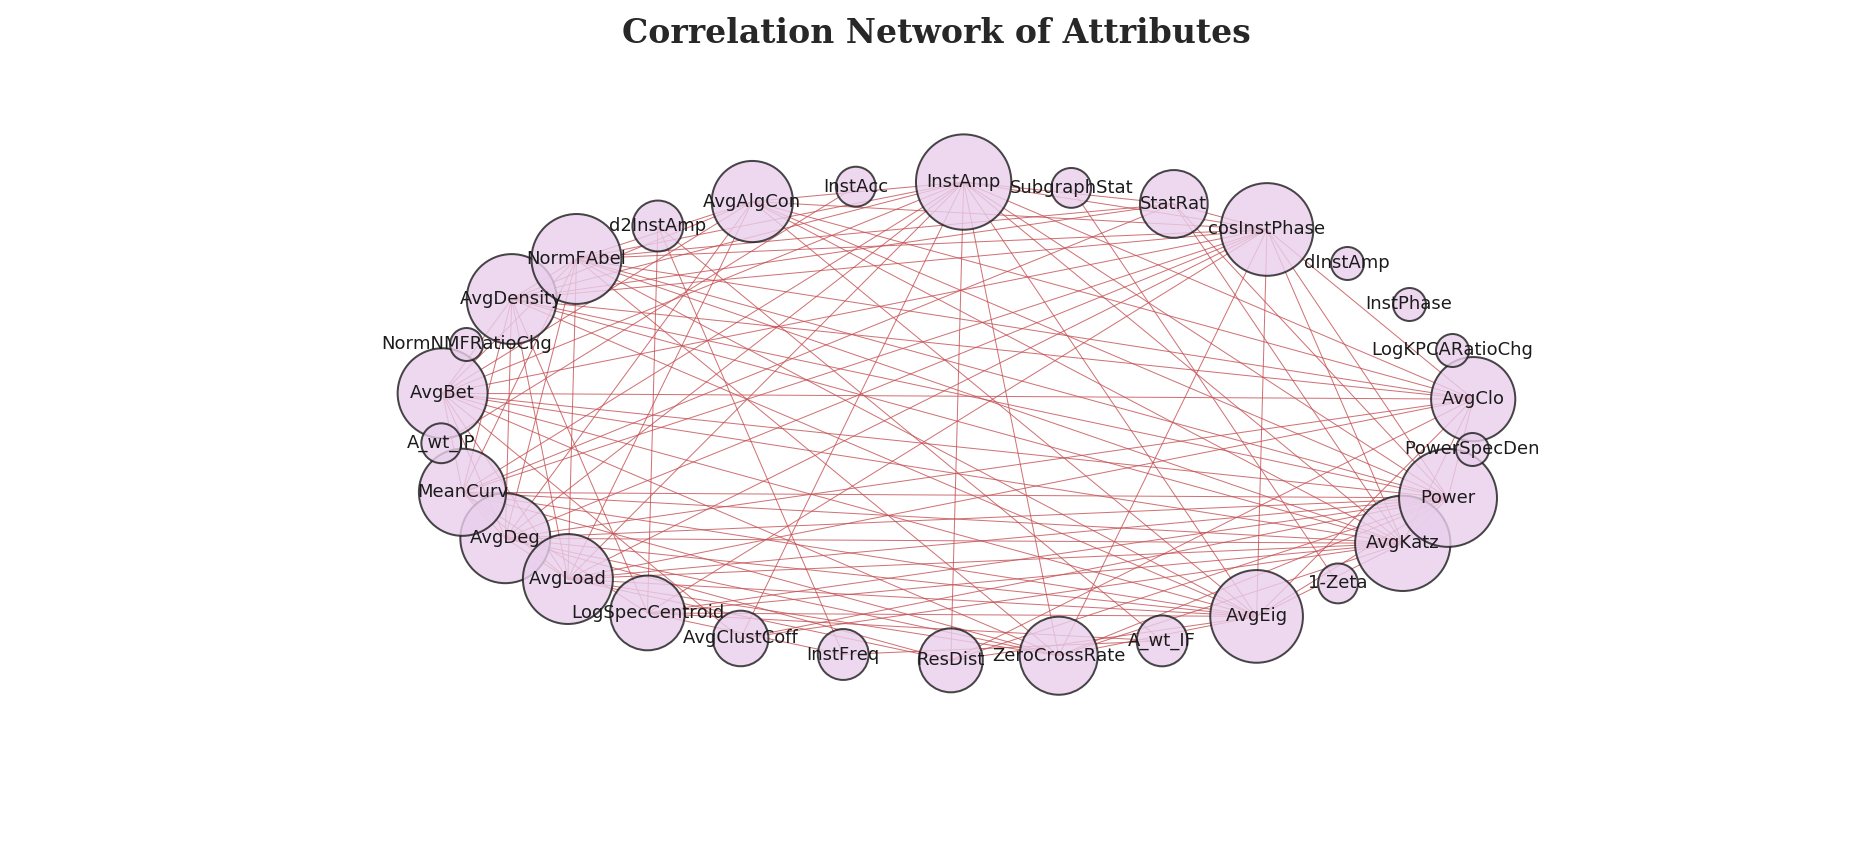 Correlation Network of Attributes
InstAmp
InstAcc
SubgraphStat
AvgAlgCon
StatRat
d2InstAmp
cosInstPhase
NormFAbel
dInstAmp
AvgDensity
InstPhase
NormNMFRatioChg
LogKPCARatioChg
AvgBet
AvgClo
A_wt_IP
PowerSpecDen
MeanCurv
Power
AvgDeg
AvgKatz
AvgLoad
1-Zeta
LogSpecCentroid
AvgEig
AvgClustCoff
A_wt_IF
InstFreq
ZeroCrossRate
ResDist